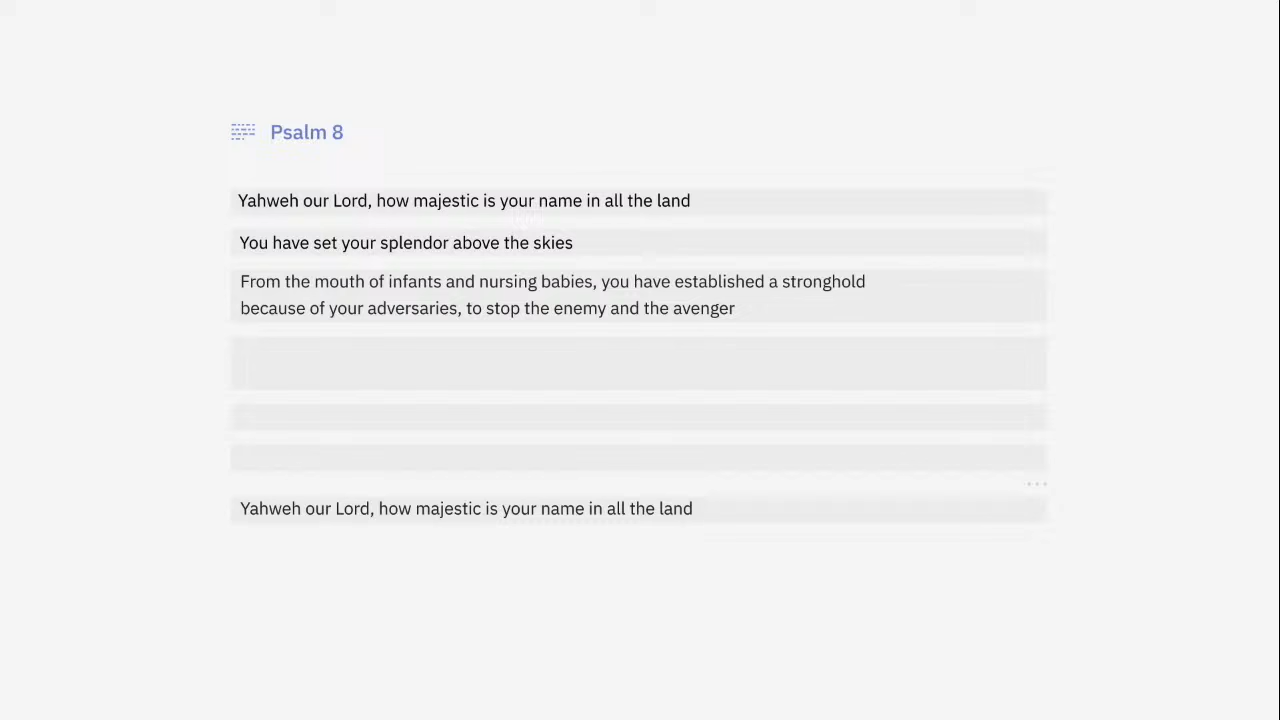 Psalm 8
Yahweh our Lord, how majestic is your name in all the land
You have set your splendor above the skies
From the mouth of infants and nursing babies, you have established a stronghold
because of your adversaries, to stop the enemy and the avenger
...
Yahweh our Lord, how majestic is your name in all the land